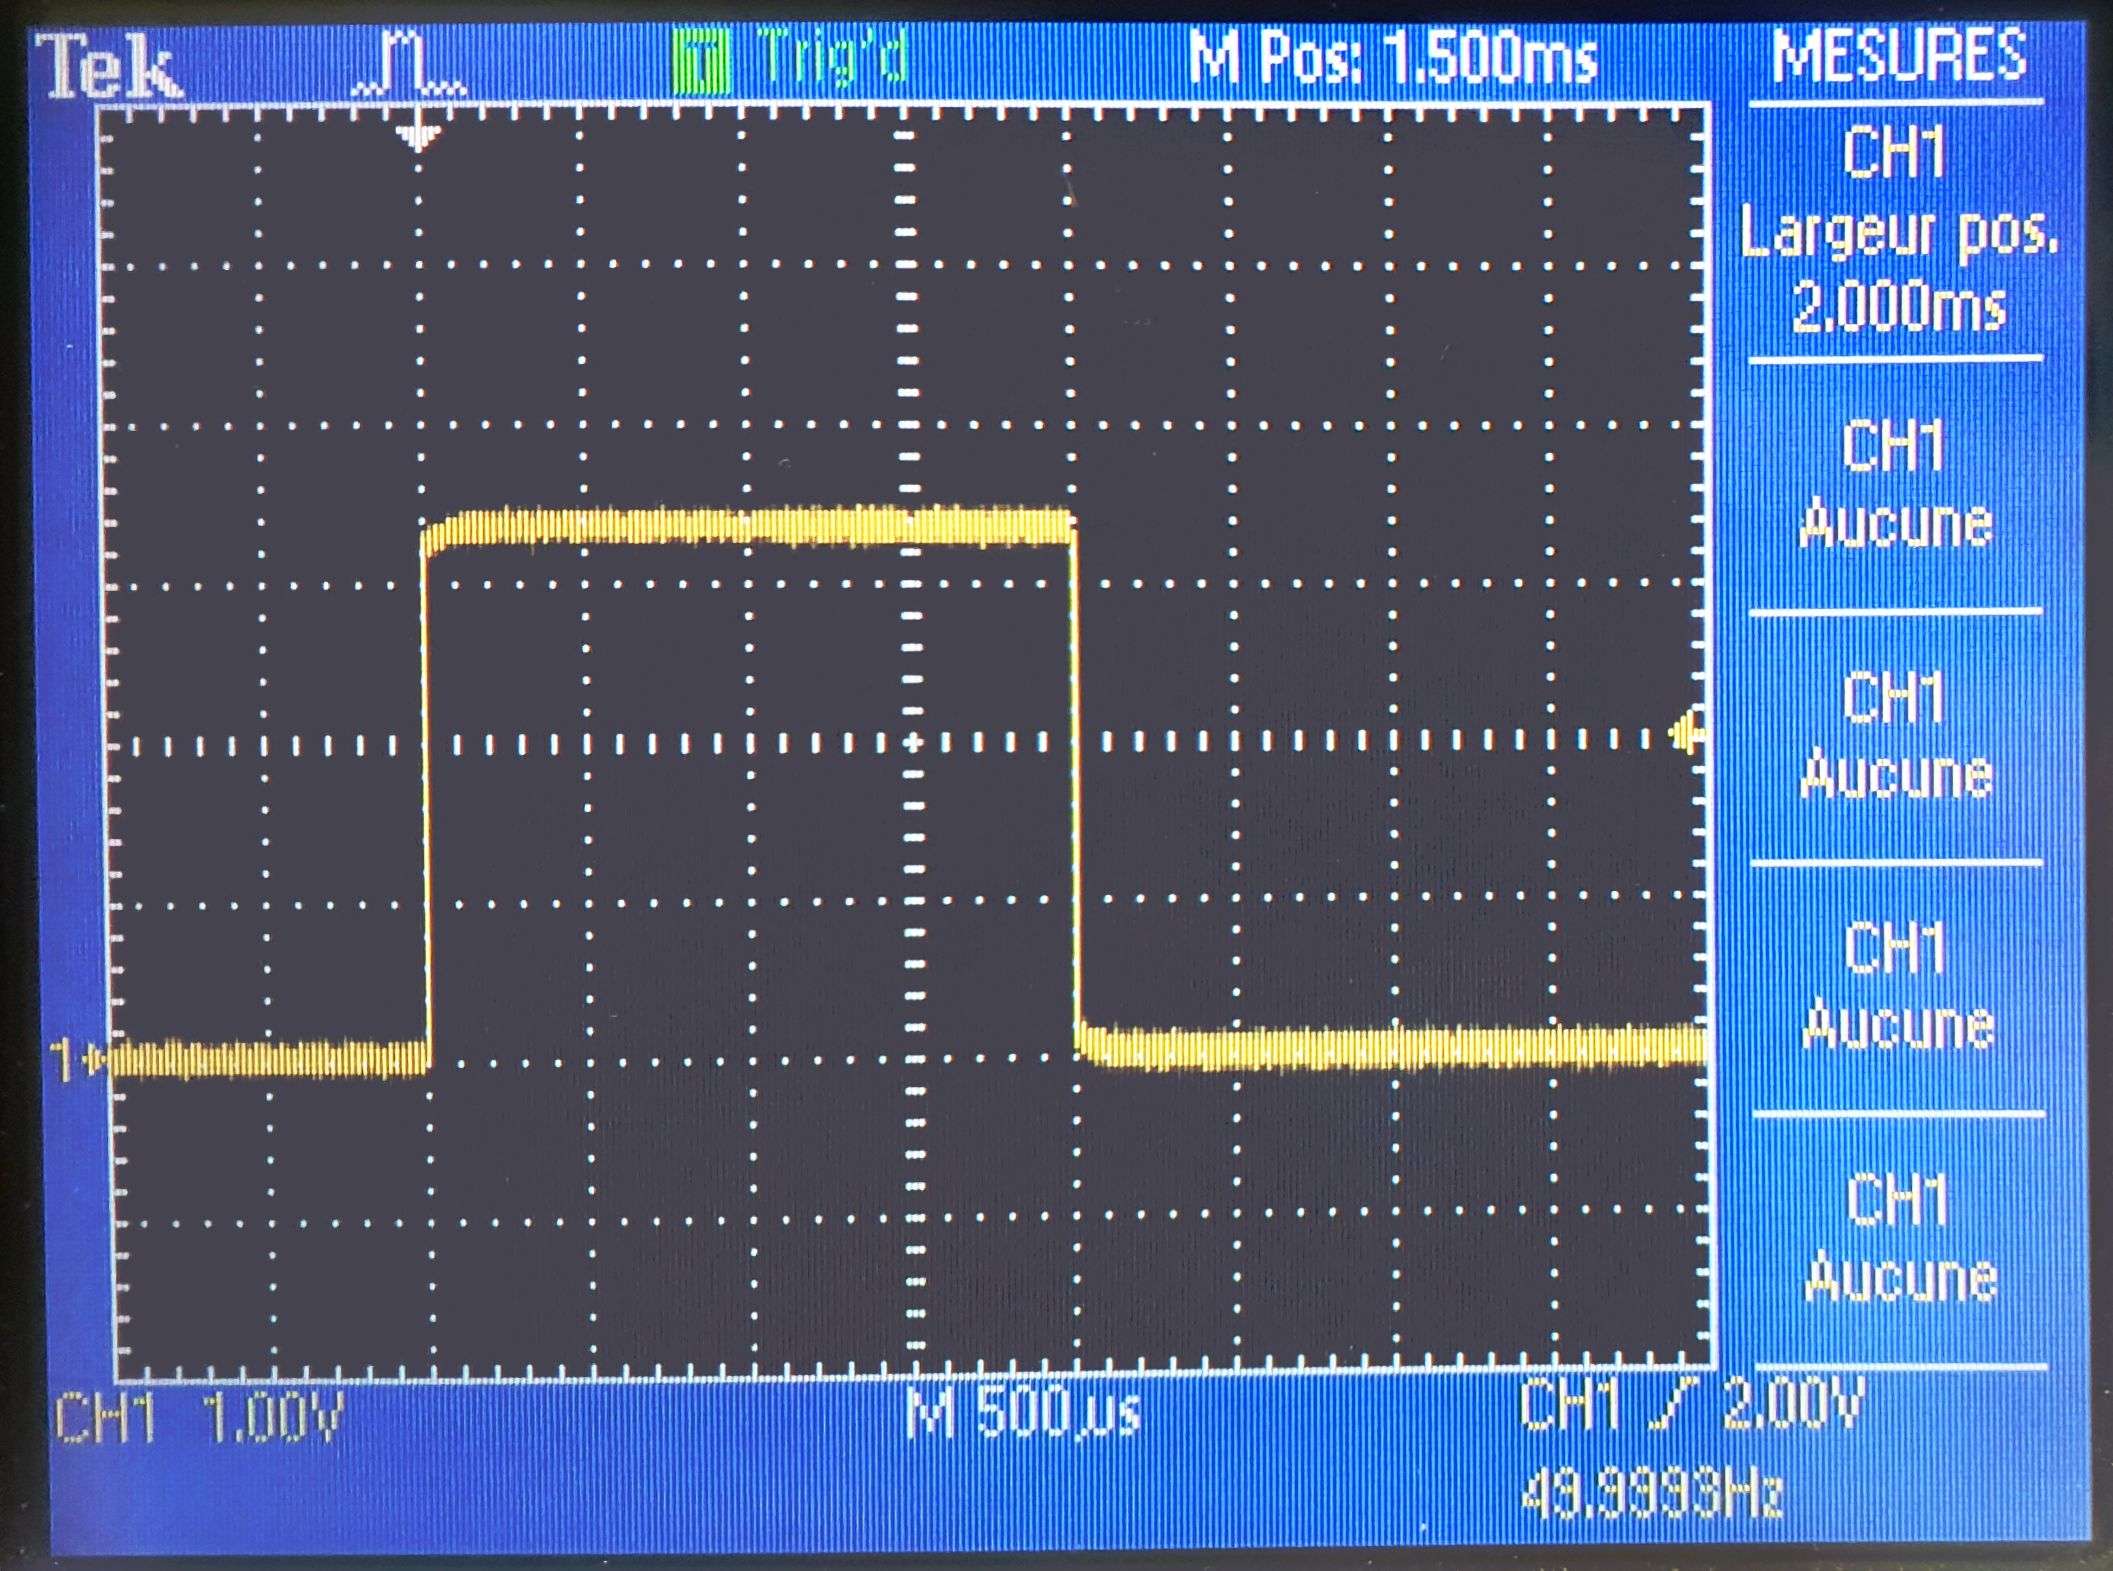 Tek
T Trig'd
M Pos: 1.500ms
MESURES
CH1
Largeur pos.
2.000ms
CH1
Aucune
CH1
Aucune
CH1
Aucune
CH1
Aucune
1
CH1 1.00V
M 500µs
CH1 2.00V
49.9993Hz